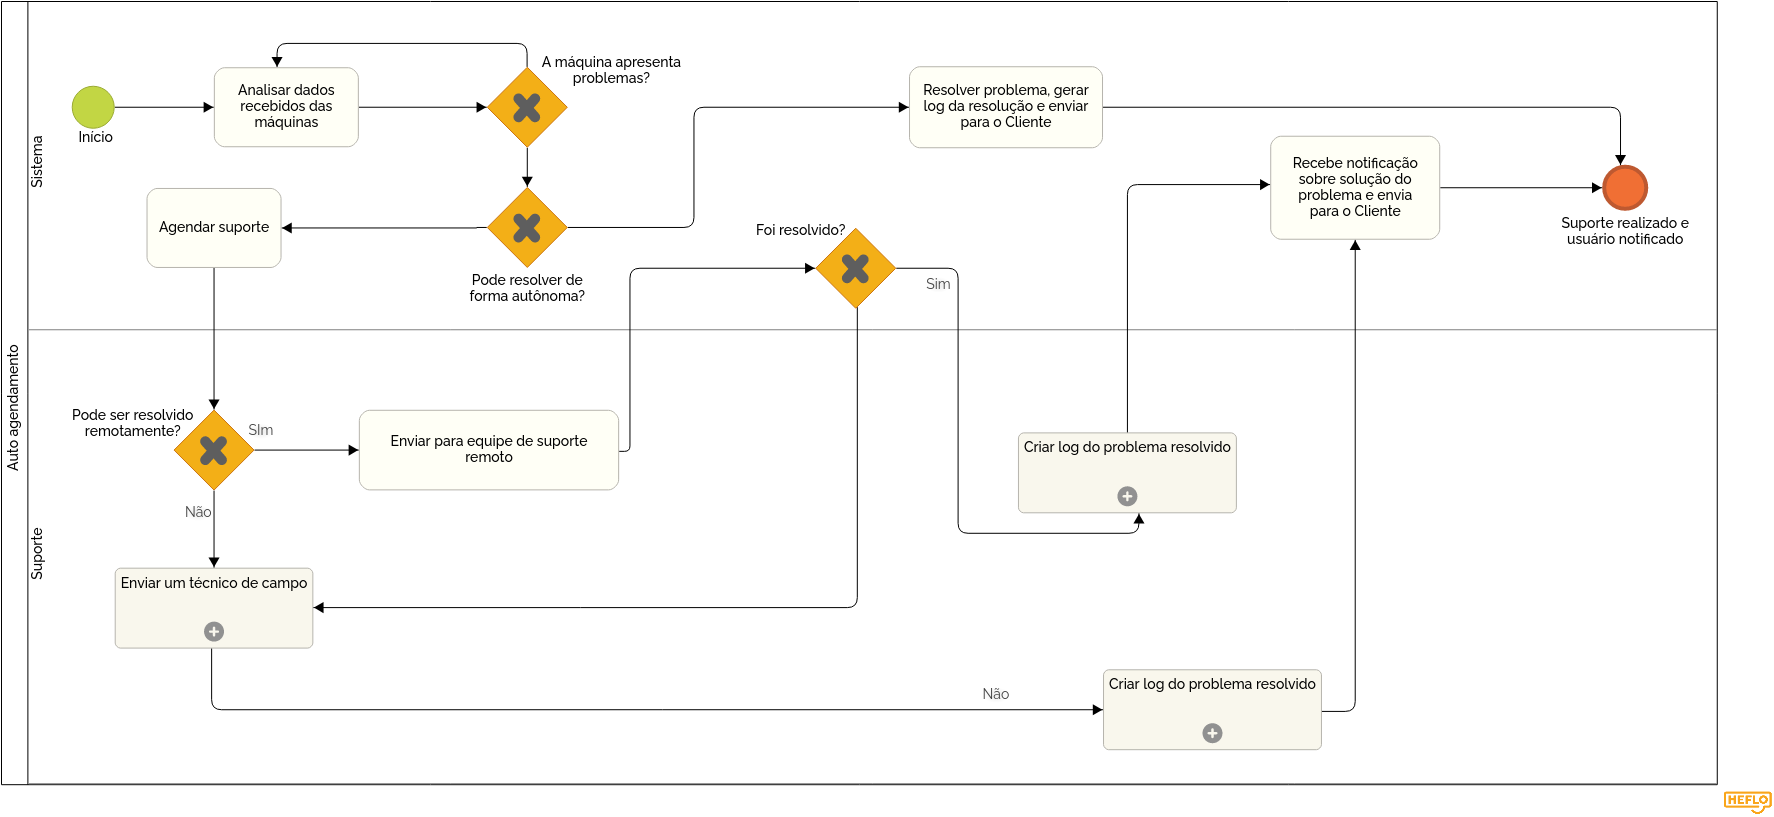 Auto agendamento
Sistema
Inicio
Analisar dados
recebidos das
máquinas
A máquina apresenta
problemas?
Resolver problema, gerar
log da resolução e enviar
para o Cliente
Recebe notificação
sobre solução do
problema e envia
para o Cliente
Suporte realizado e
usuário notificado
Agendar suporte
Pode resolver de
forma autônoma?
Foi resolvido?
Sim
Suporte
Pode ser resolvido
remotamente?
SIm
Enviar para equipe de suporte
remoto
Criar log do problema resolvido
Não
Enviar um técnico de campo
Não
Criar log do problema resolvido
HEFLO